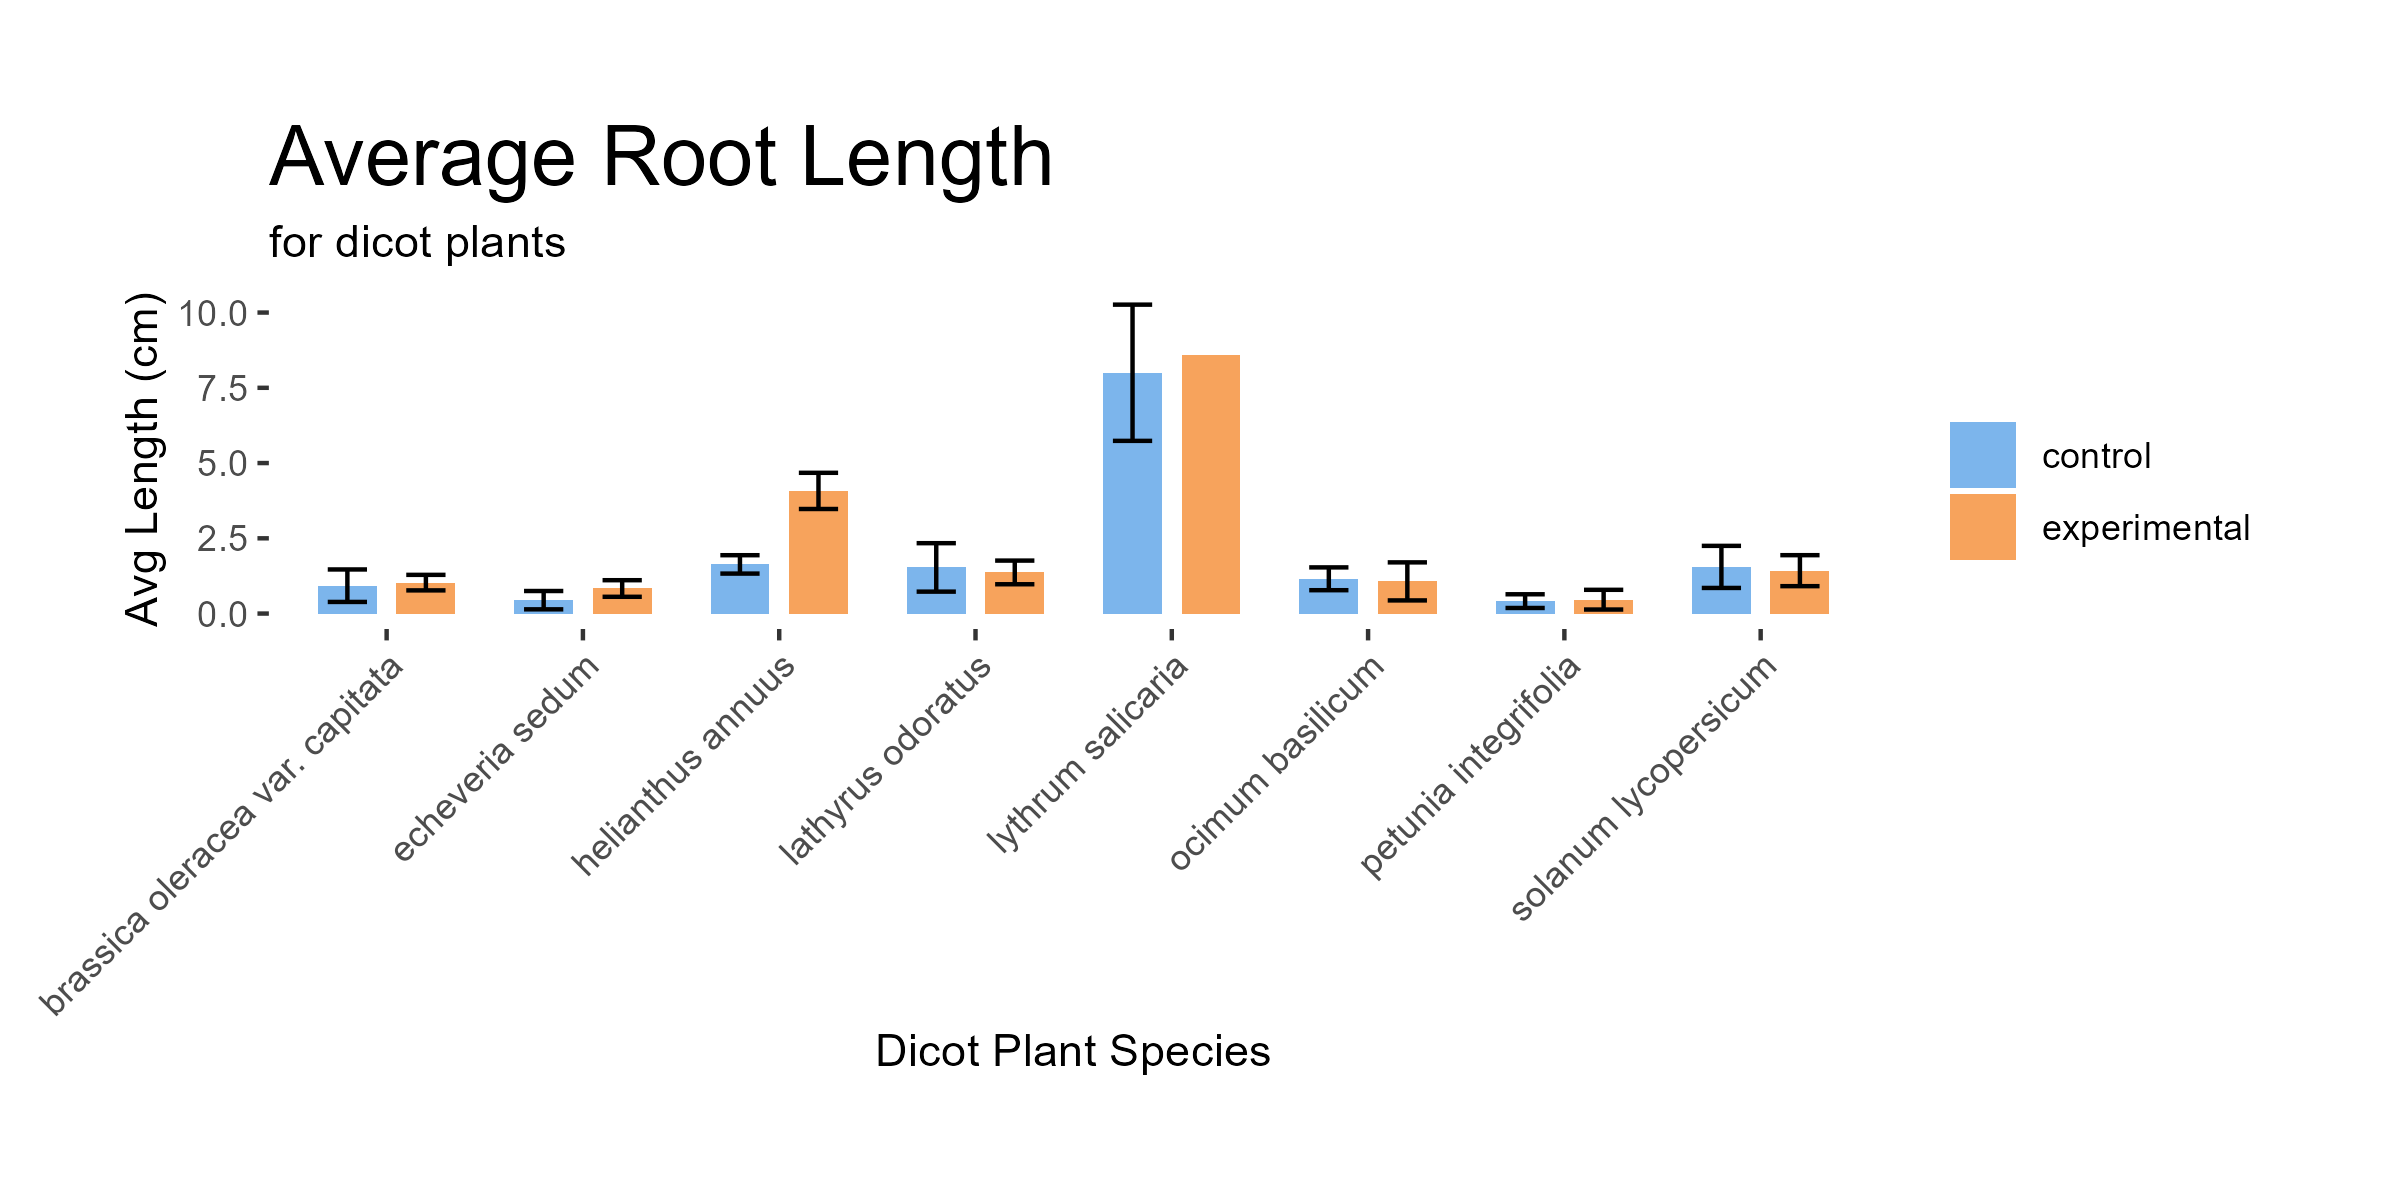 Average Root Length
for dicot plants
Avg Length (cm)
10.0
7.5
5.0
2.5
0.0
brassica oleracea var. capitata
echeveria sedum
helianthus annuus
lathyrus odoratus
lythrum salicaria
ocimum basilicum
petunia integrifolia
solanum lycopersicum
Dicot Plant Species
control
experimental